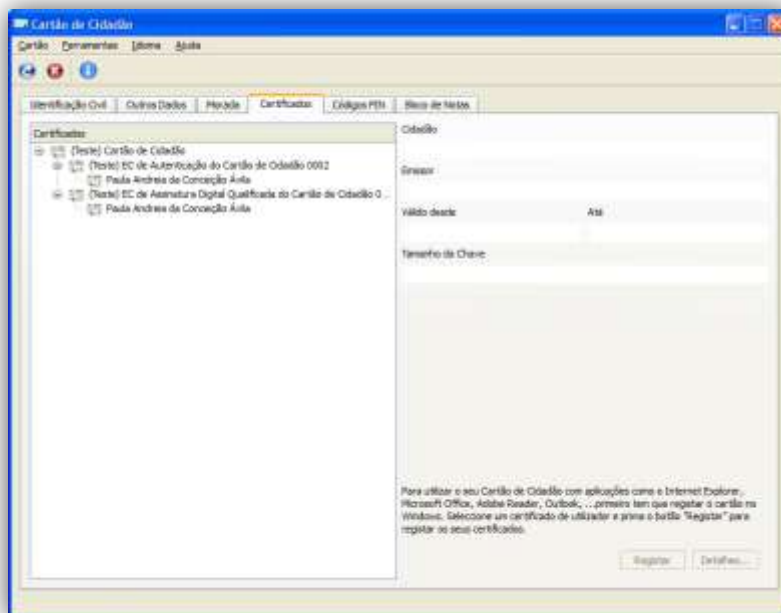 Cartão de Cidadão
Cartão Ferramentas Idioma Ajuda
Identificação Civil Outros Dados Morada Certificados Códigos PIN Bloco de Notas
Certificados
(Teste) Cartão de Cidadão
(Teste) EC de Autenticação do Cartão de Cidadão 0002
Paula Andreia da Conceição Ávila
(Teste) EC de Assinatura Digital Qualificada do Cartão de Cidadão 0...
Paula Andreia da Conceição Ávila
Cidadão
Emissor
Válido desde Até
Tamanho da Chave
Para utilizar o seu Cartão de Cidadão com aplicações como o Internet Explorer,
Microsoft Office, Adobe Reader, Outlook, ...primeiro tem que registar o cartão no
Windows. Seleccione um certificado de utilizador e prima o botão "Registar" para
registar os seus certificados.
Registar Detalhes...